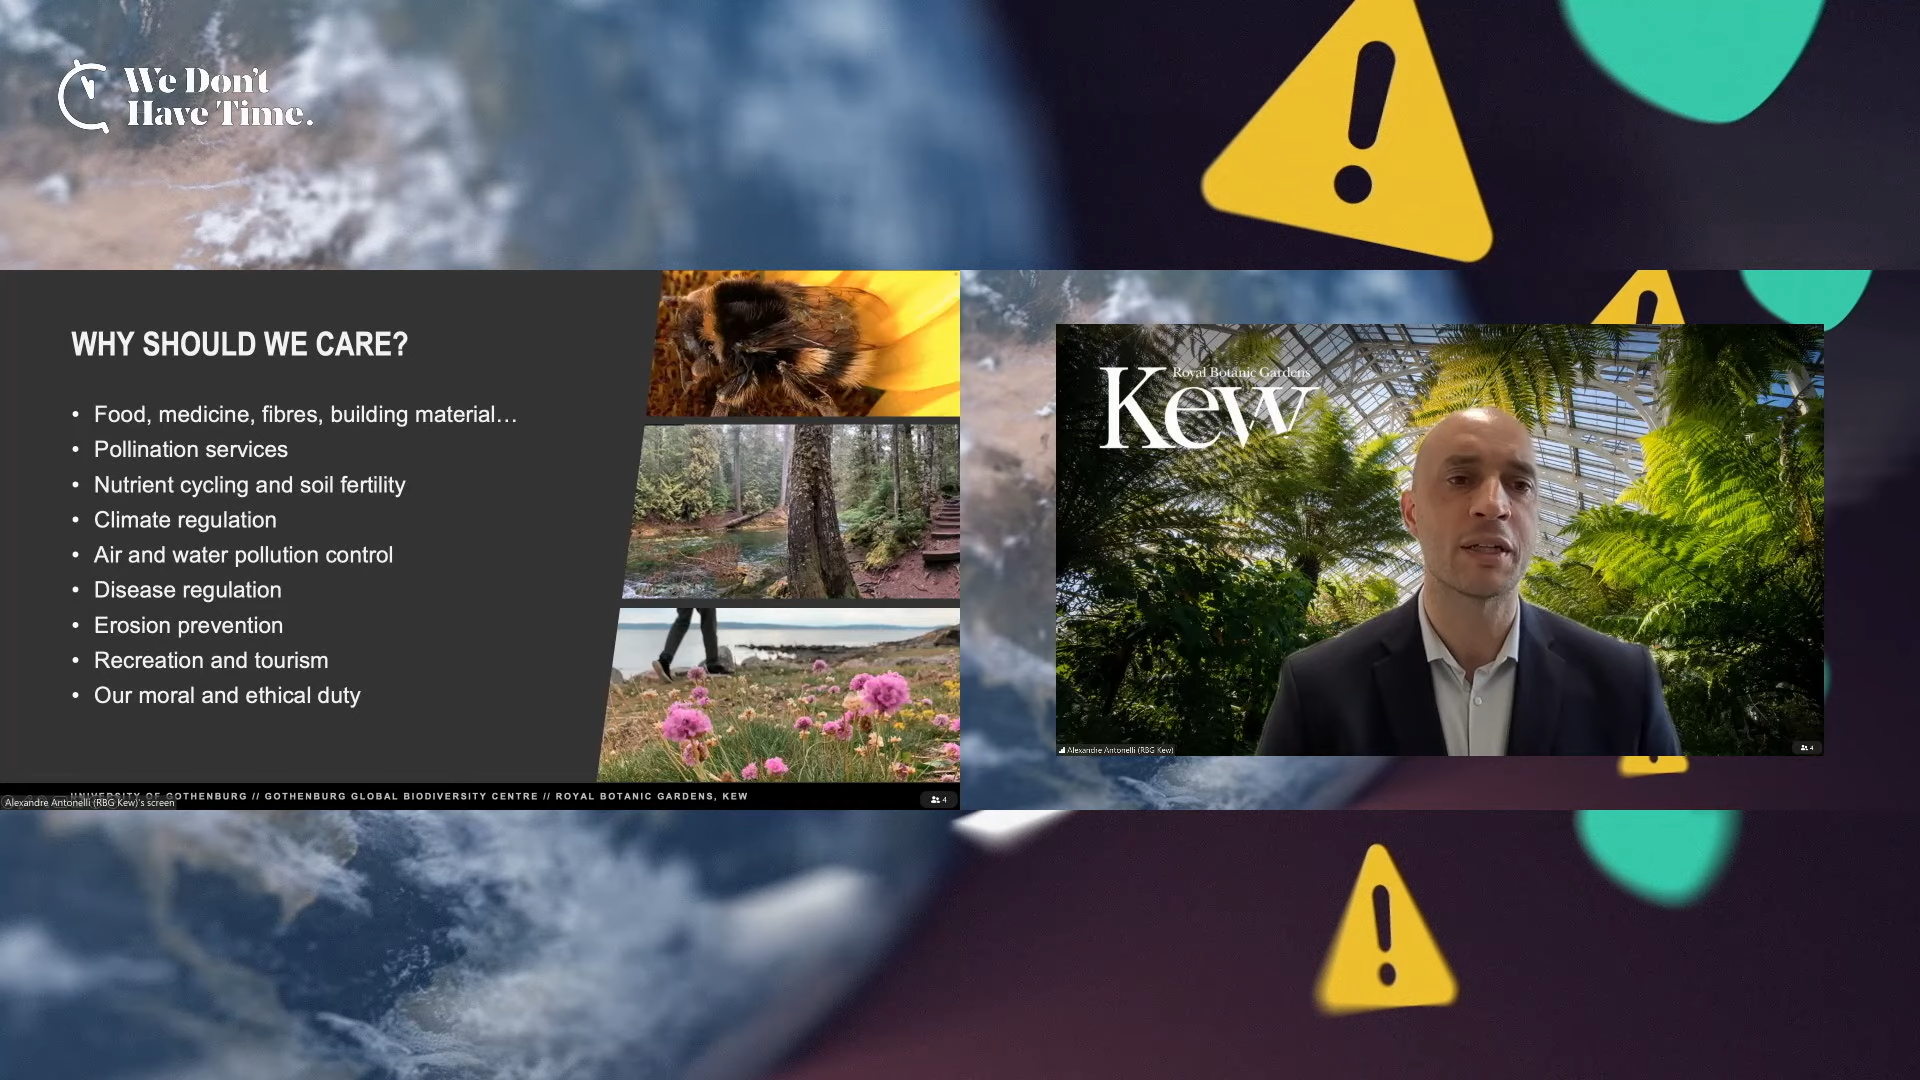 We Don't
Have Time.
WHY SHOULD WE CARE?
• Food, medicine, fibres, building material…
• Pollination services
• Nutrient cycling and soil fertility
• Climate regulation
• Air and water pollution control
• Disease regulation
• Erosion prevention
• Recreation and tourism
• Our moral and ethical duty
UNIVERSITY OF GOTHENBURG // GOTHENBURG GLOBAL BIODIVERSITY CENTRE // ROYAL BOTANIC GARDENS, KEW
Alexandre Antonelli (RBG Kew)'s screen
4
Royal Botanic Gardens
Kew
Alexandre Antonelli (RBG Kew)
4